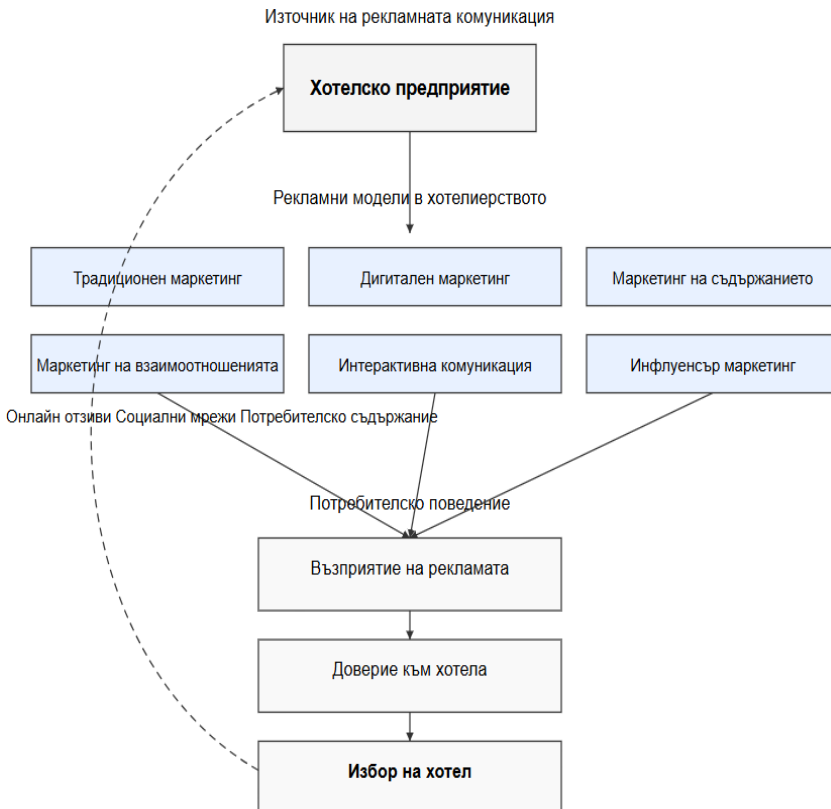 Източник на рекламната комуникация
Хотелско предприятие
Рекламни модели в хотелиерството
Традиционен маркетинг
Дигитален маркетинг
Маркетинг на съдържанието
Маркетинг на взаимоотношенията
Интерактивна комуникация
Инфлуенсър маркетинг
Онлайн отзиви Социални мрежи Потребителско съдържание
Потребителско поведение
Възприятие на рекламата
Доверие към хотела
Избор на хотел